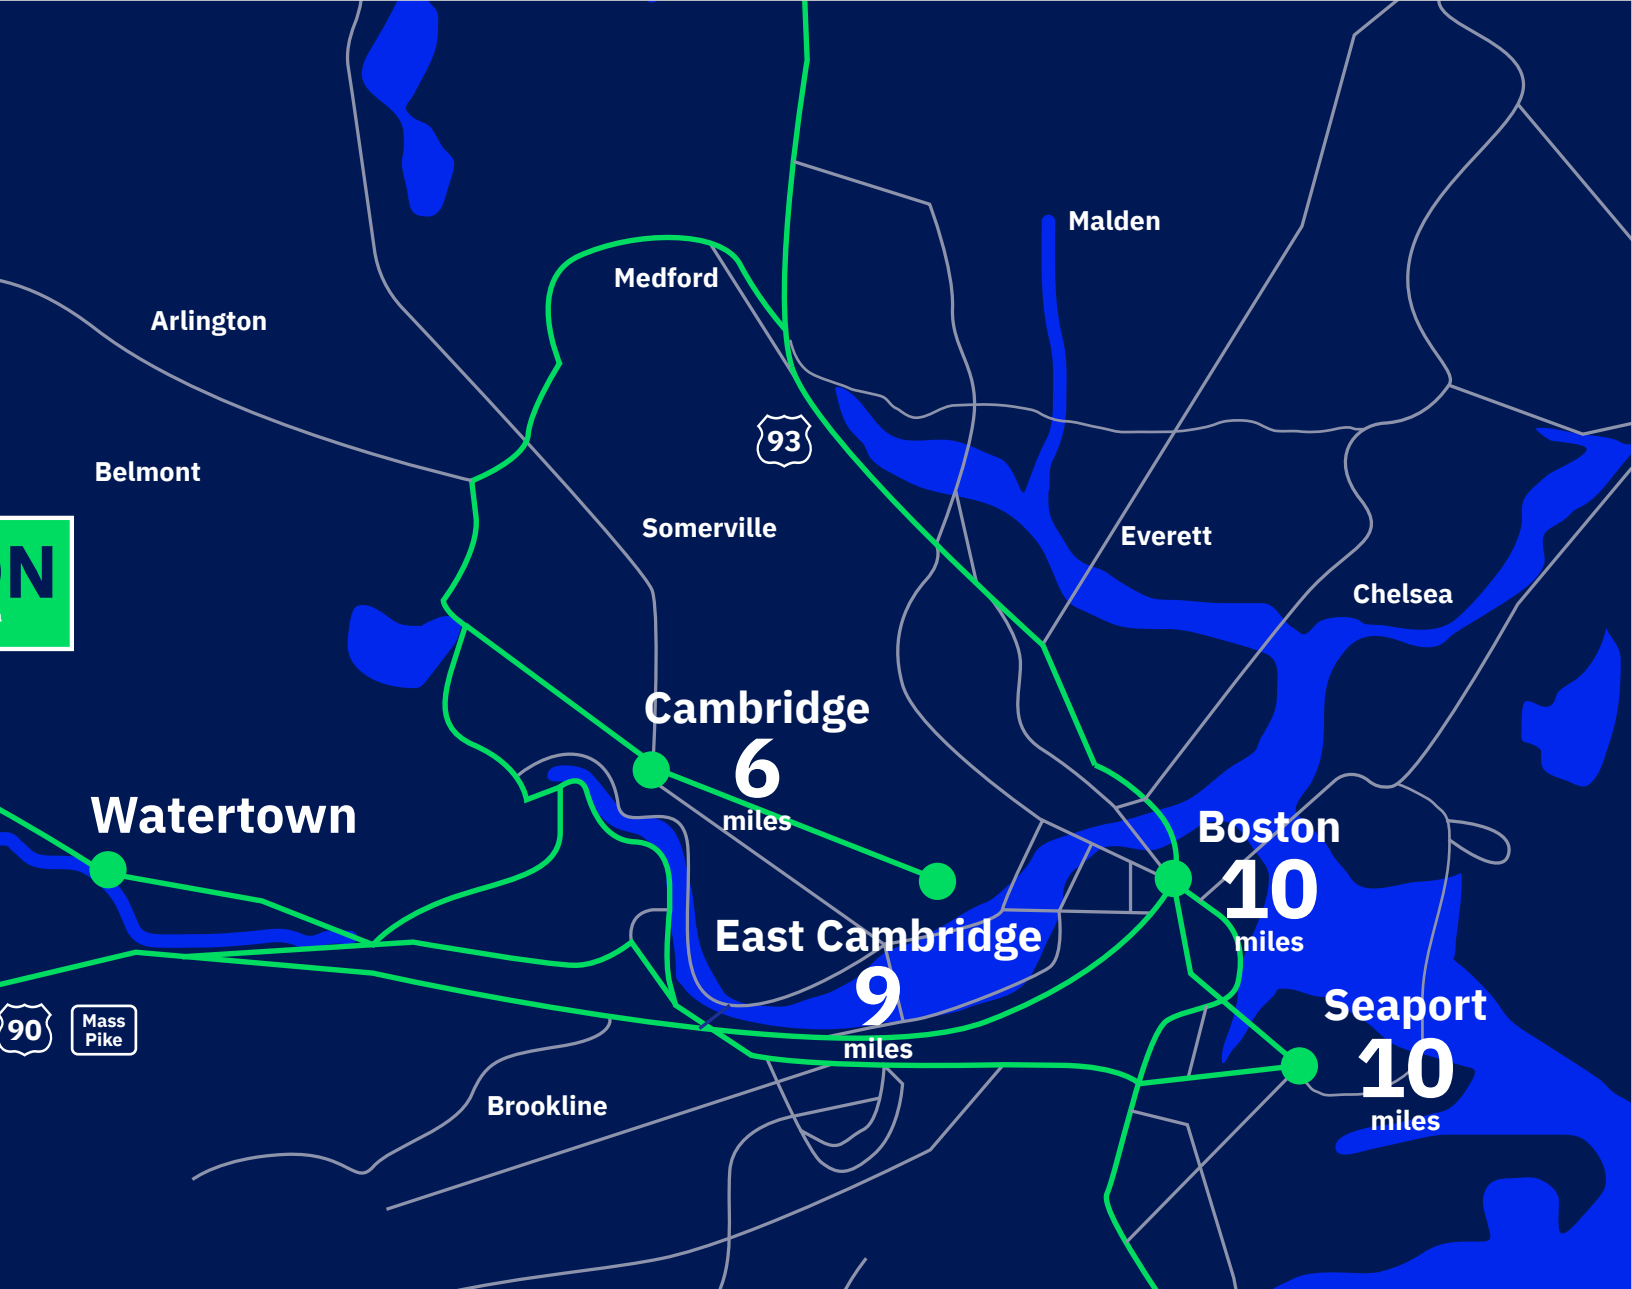 Malden
Medford
Arlington
93
Belmont
Somerville
Everett
ON
Chelsea
Cambridge
6
miles
Watertown
Boston
10
miles
East Cambridge
9
miles
Seaport
10
miles
90
Mass
Pike
Brookline